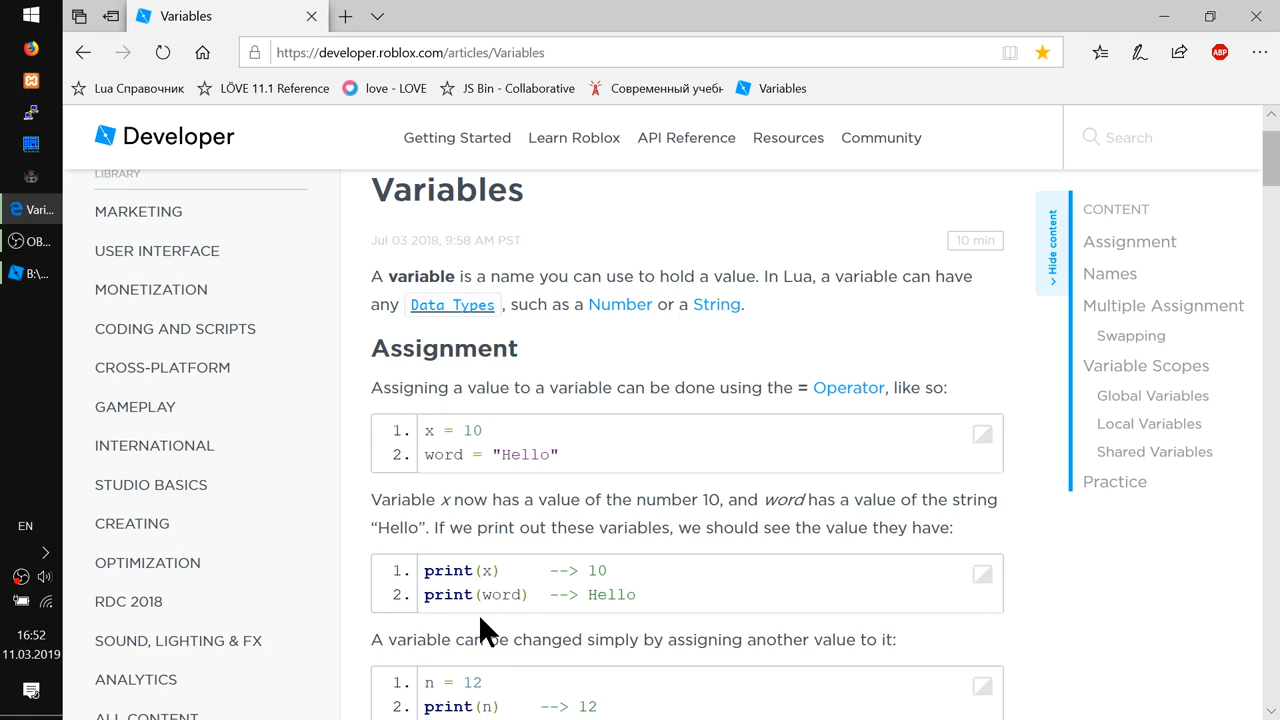 Variables
https://developer.roblox.com/articles/Variables
ABP
Lua Справочник
LÖVE 11.1 Reference
love - LOVE
JS Bin - Collaborative
Современный учебн
Variables
Developer
Getting Started
Learn Roblox
API Reference
Resources
Community
Search
LIBRARY
MARKETING
USER INTERFACE
MONETIZATION
CODING AND SCRIPTS
CROSS-PLATFORM
GAMEPLAY
INTERNATIONAL
STUDIO BASICS
CREATING
OPTIMIZATION
RDC 2018
SOUND, LIGHTING & FX
ANALYTICS
ALL CONTENT
Variables
Jul 03 2018, 9:58 AM PST
10 min
A variable is a name you can use to hold a value. In Lua, a variable can have
any Data Types, such as a Number or a String.
Assignment
Assigning a value to a variable can be done using the = Operator, like so:
1. x = 10
2. word = "Hello"
Variable x now has a value of the number 10, and word has a value of the string
“Hello”. If we print out these variables, we should see the value they have:
1. print(x) --> 10
2. print(word) --> Hello
A variable can be changed simply by assigning another value to it:
1. n = 12
2. print(n) --> 12
Hide content
CONTENT
Assignment
Names
Multiple Assignment
Swapping
Variable Scopes
Global Variables
Local Variables
Shared Variables
Practice
Vari...
OB...
B:\...
EN
16:52
11.03.2019